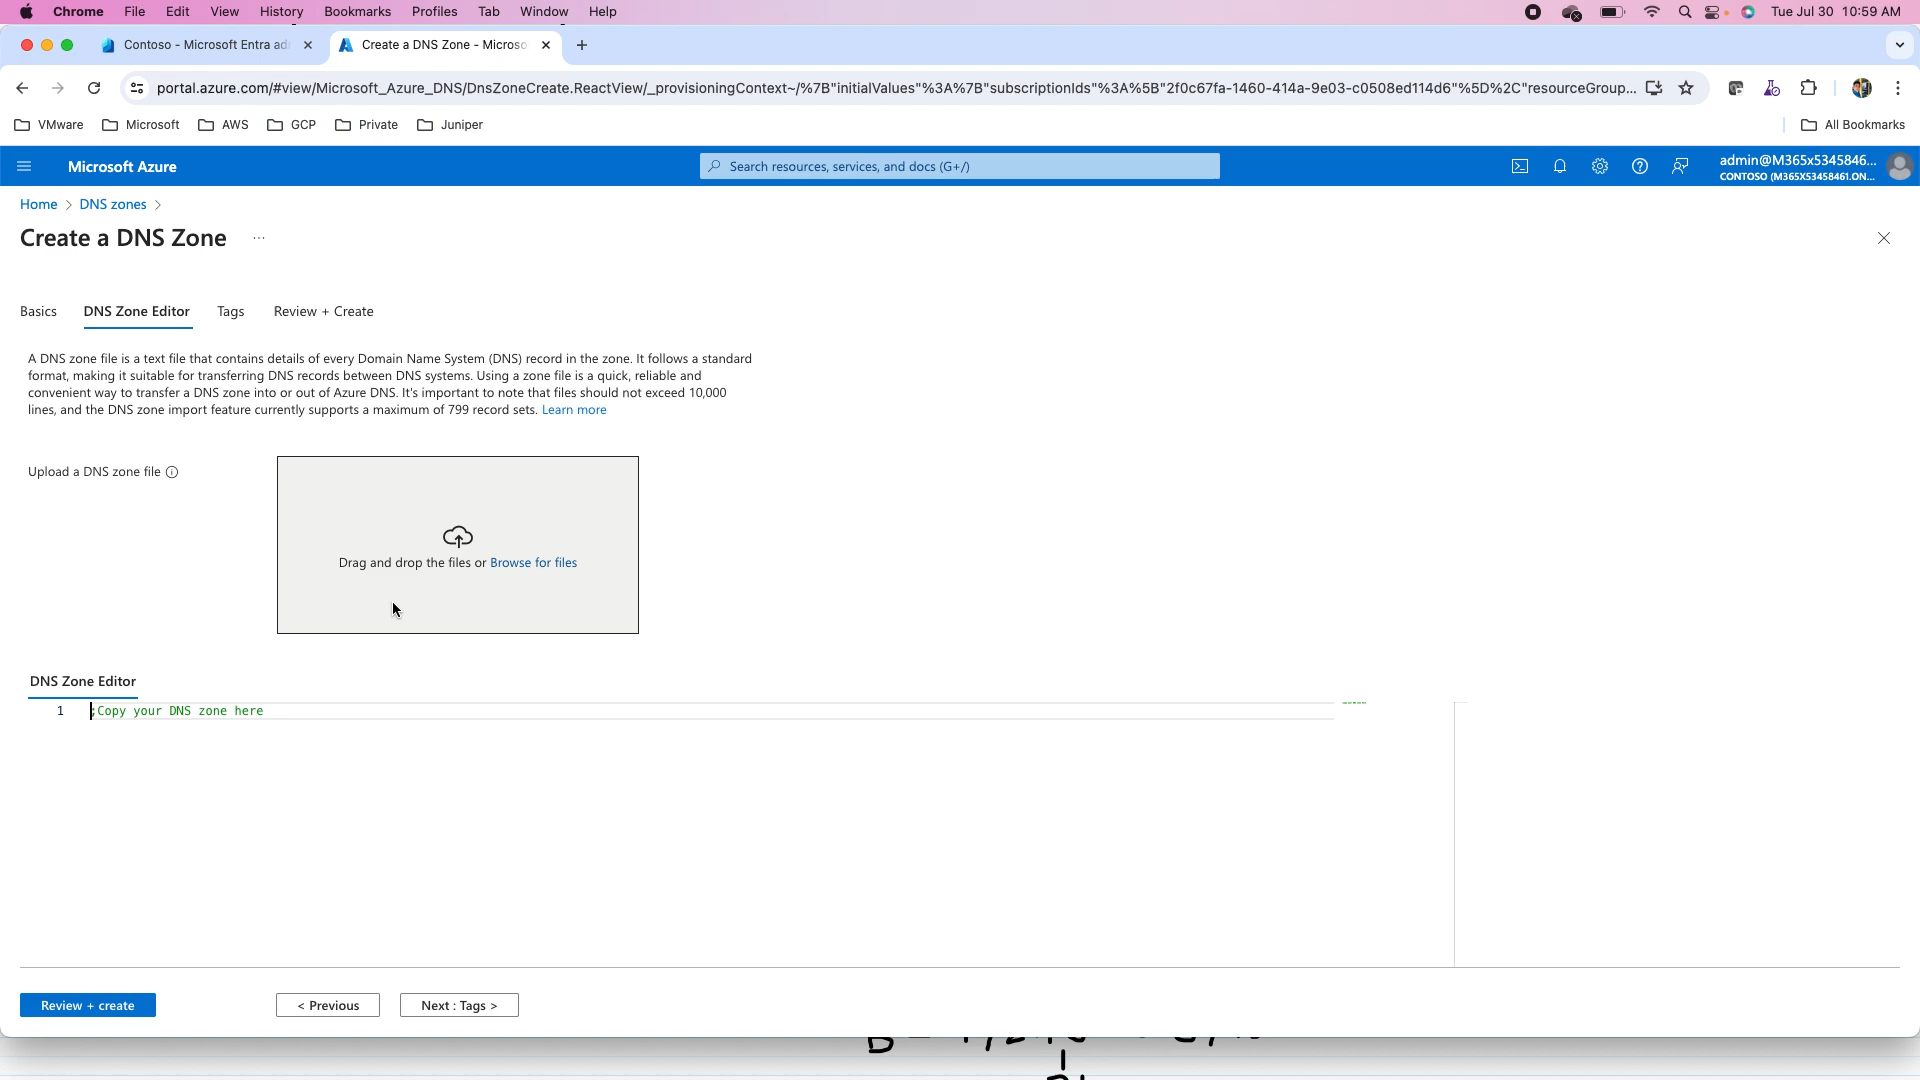 Chrome File Edit View History Bookmarks Profiles Tab Window Help Tue Jul 30 10:59 AM
Contoso - Microsoft Entra ad Create a DNS Zone - Microso
portal.azure.com/#view/Microsoft_Azure_DNS/DnsZoneCreate.ReactView/_provisioningContext~/%7B"initialValues"%3A%7B"subscriptionIds"%3A%5B"2f0c67fa-1460-414a-9e03-c0508ed114d6"%5D%2C"resourceGroup...
VMware Microsoft AWS GCP Private Juniper All Bookmarks
Microsoft Azure Search resources, services, and docs (G+/) admin@M365x5345846...
CONTOSO (M365X53458461.ON...
Home > DNS zones >
Create a DNS Zone ...
Basics DNS Zone Editor Tags Review + Create
A DNS zone file is a text file that contains details of every Domain Name System (DNS) record in the zone. It follows a standard
format, making it suitable for transferring DNS records between DNS systems. Using a zone file is a quick, reliable and
convenient way to transfer a DNS zone into or out of Azure DNS. It's important to note that files should not exceed 10,000
lines, and the DNS zone import feature currently supports a maximum of 799 record sets. Learn more
Upload a DNS zone file
Drag and drop the files or Browse for files
DNS Zone Editor
1 ;Copy your DNS zone here
Review + create < Previous Next : Tags >